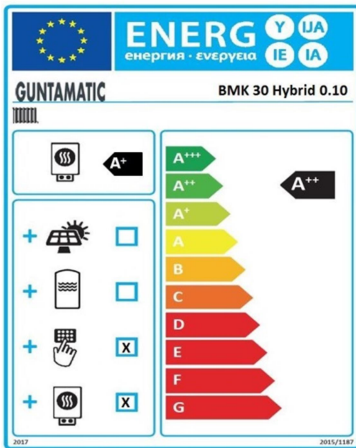 ENERG Y IJA
енергия · ενεργεια IE IA
GUNTAMATIC BMK 30 Hybrid 0.10
A+
A+++
A++ A++
A+
A
B
C
D
E
F
G
+
+
+ X
+ X
2017 2015/1187